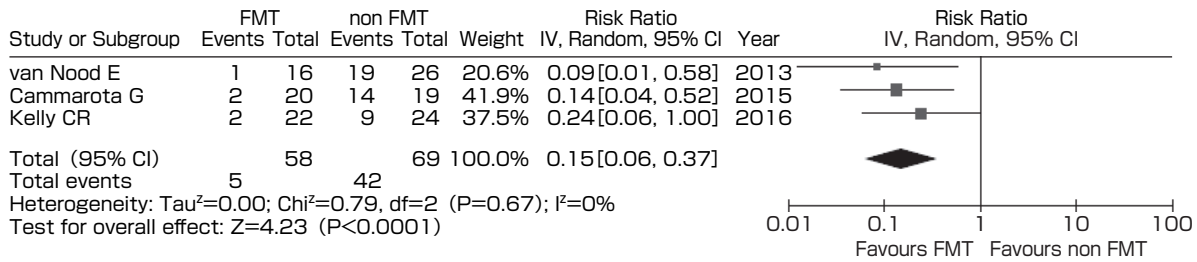 FMT non FMT Risk Ratio Risk Ratio
Study or Subgroup Events Total Events Total Weight IV, Random, 95% CI Year IV, Random, 95% CI
van Nood E 1 16 19 26 20.6% 0.09[0.01, 0.58] 2013
Cammarota G 2 20 14 19 41.9% 0.14[0.04, 0.52] 2015
Kelly CR 2 22 9 24 37.5% 0.24[0.06, 1.00] 2016
Total (95% CI) 58 69 100.0% 0.15[0.06, 0.37]
Total events 5 42
Heterogeneity: Tauᶻ=0.00; Chiᶻ=0.79, df=2 (P=0.67); Iᶻ=0%
Test for overall effect: Z=4.23 (P<0.0001)
0.01 0.1 1 10 100
Favours FMT Favours non FMT